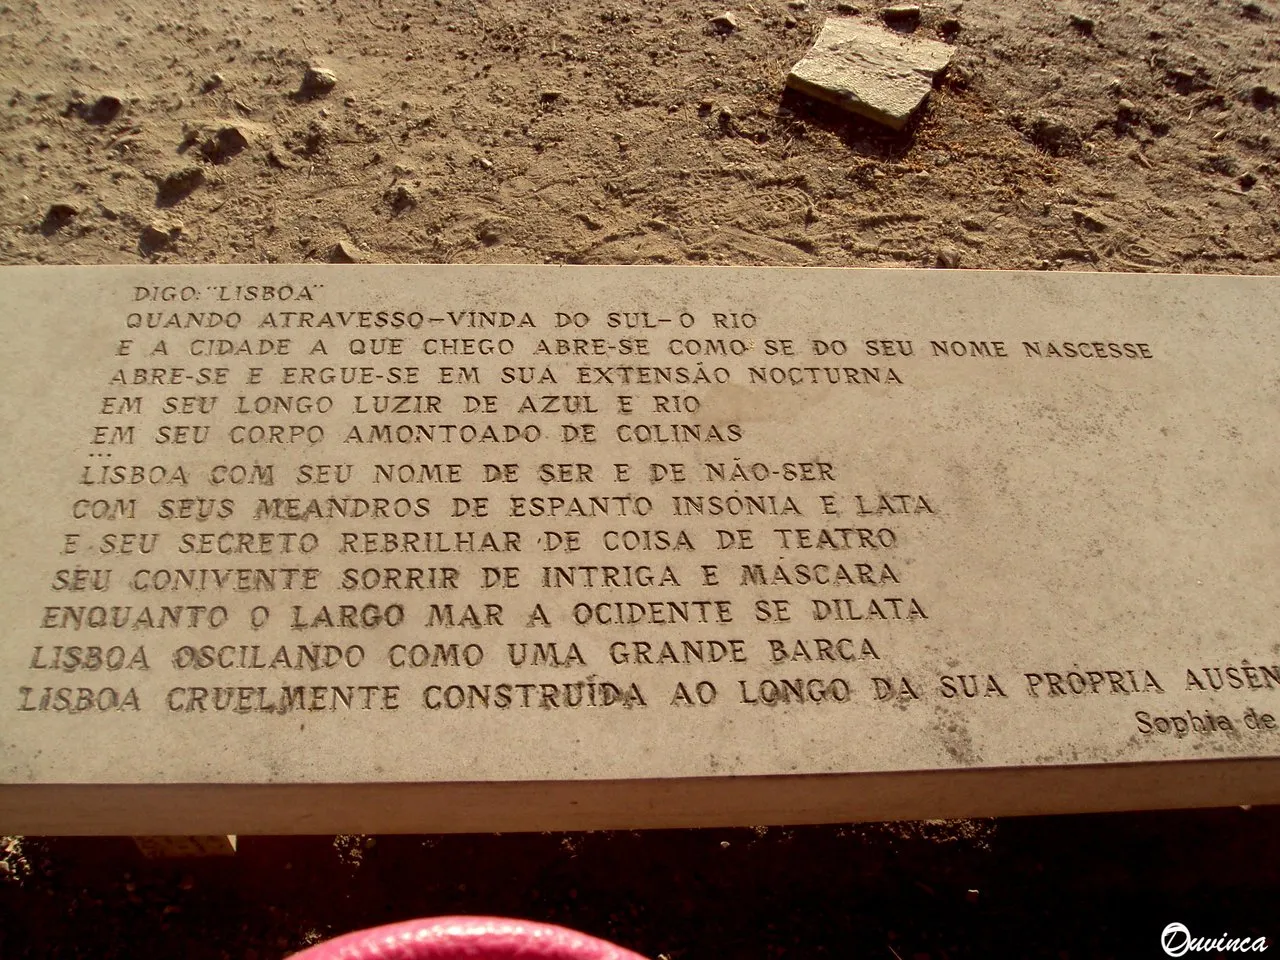 DIGO: "LISBOA"
QUANDO ATRAVESSO-VINDA DO SUL-O RIO
E A CIDADE A QUE CHEGO ABRE-SE COMO SE DO SEU NOME NASCESSE
ABRE-SE E ERGUE-SE EM SUA EXTENSÃO NOCTURNA
EM SEU LONGO LUZIR DE AZUL E RIO
EM SEU CORPO AMONTOADO DE COLINAS
...
LISBOA COM SEU NOME DE SER E DE NÃO-SER
COM SEUS MEANDROS DE ESPANTO INSÓNIA E LATA
E SEU SECRETO REBRILHAR DE COISA DE TEATRO
SEU CONIVENTE SORRIR DE INTRIGA E MÁSCARA
ENQUANTO O LARGO MAR A OCIDENTE SE DILATA
LISBOA OSCILANDO COMO UMA GRANDE BARCA
LISBOA CRUELMENTE CONSTRUÍDA AO LONGO DA SUA PRÓPRIA AUSÊN
Sophia de
Duvinca